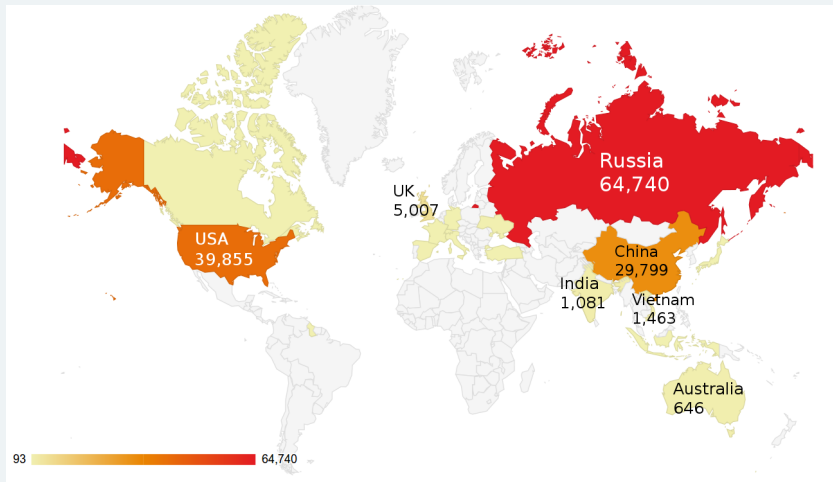 Russia
64,740
UK
5,007
USA
39,855
China
29,799
India
1,081
Vietnam
1,463
Australia
646
93
64,740